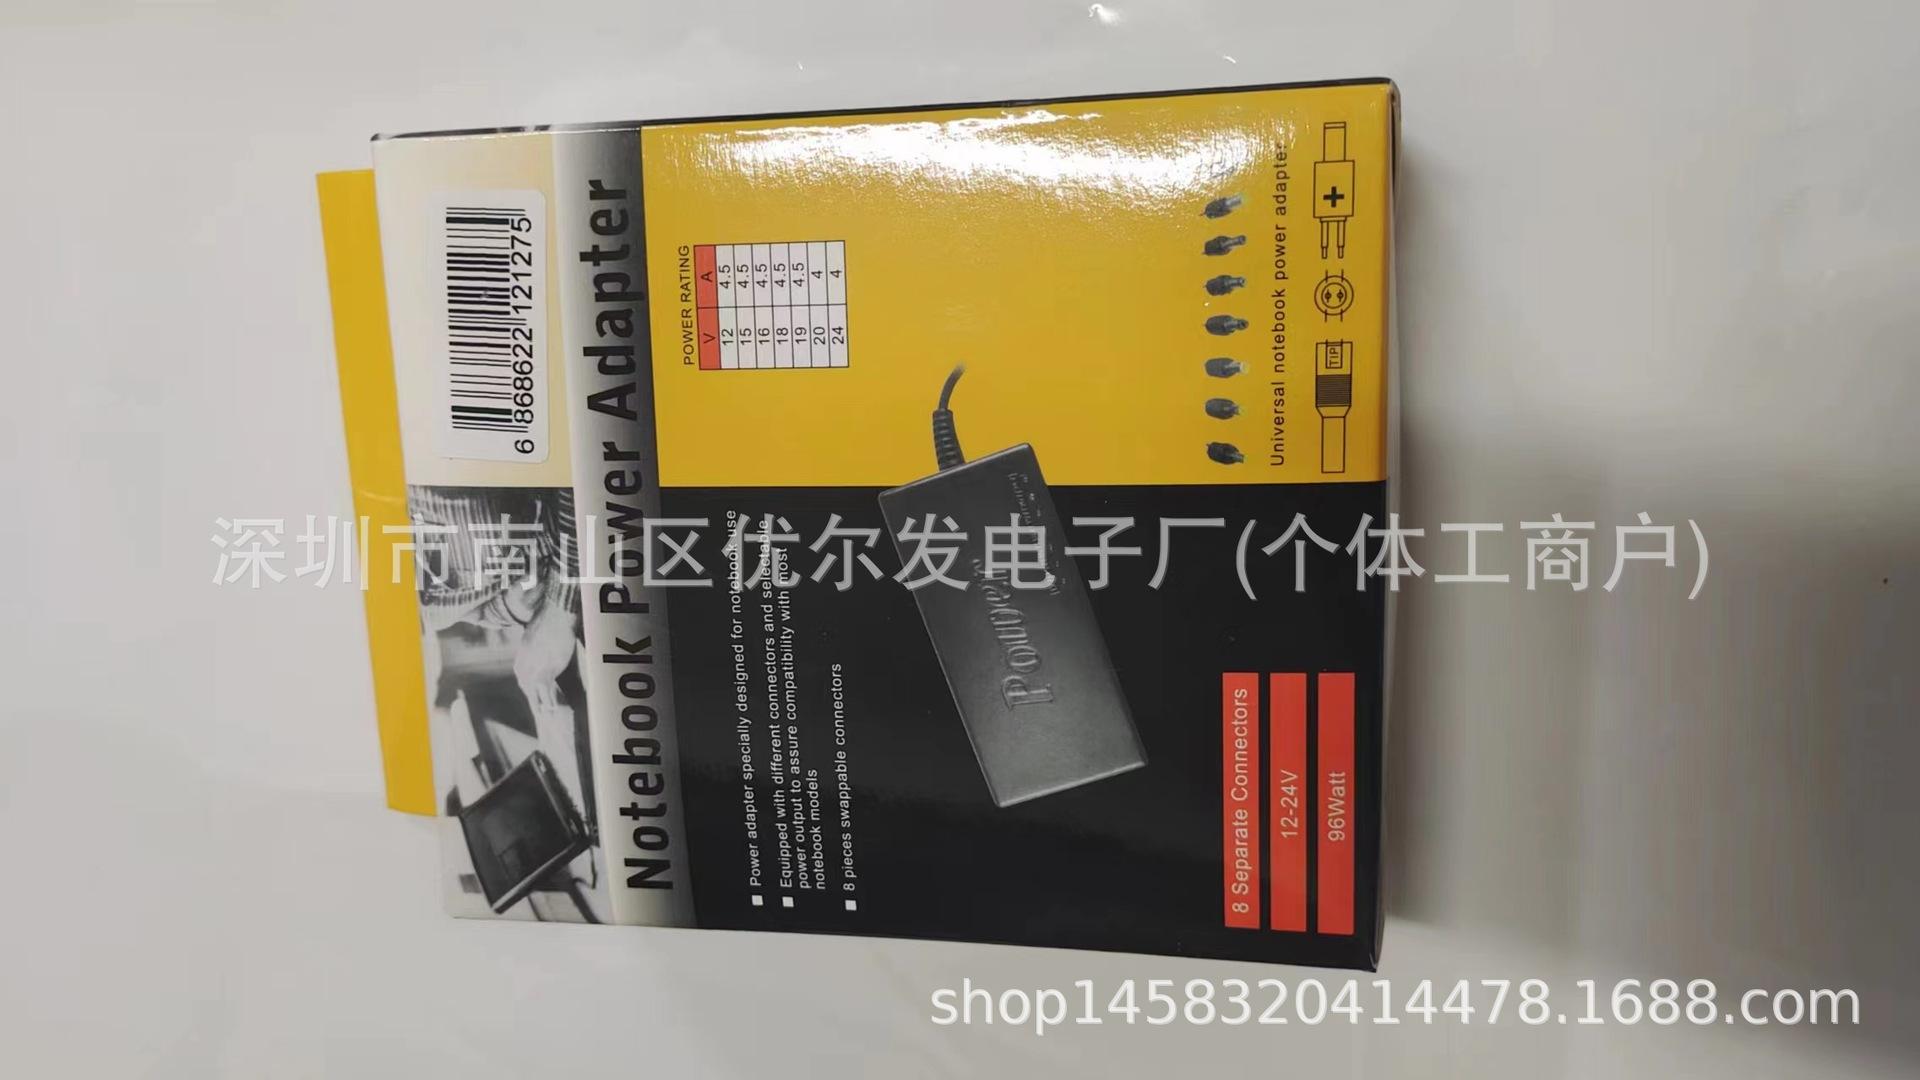 6 868622 121275
Notebook Power Adapter
POWER RATING
V A
12 4.5
15 4.5
16 4.5
18 4.5
19 4.5
20 4
24 4
Power adapter specially designed for notebook use
Equipped with different connectors and selectable
power output to assure compatibility with most
notebook models
8 pieces swappable connectors
Power
Universal notebook power adapter
TIP
+
8 Separate Connectors
12-24V
96Watt
深圳市南山区优尔发电子厂(个体工商户)
shop1458320414478.1688.com